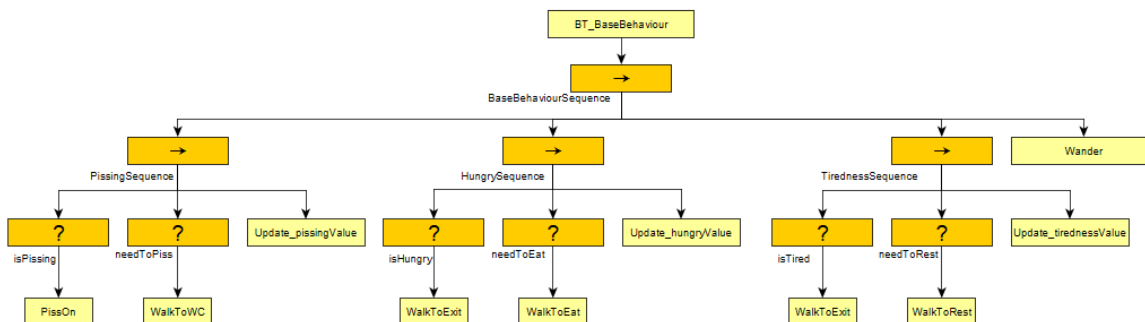 BT_BaseBehaviour
→
BaseBehaviourSequence
→
→
→
Wander
PissingSequence
HungrySequence
TirednessSequence
?
?
Update_pissingValue
?
?
Update_hungryValue
?
?
Update_tirednessValue
isPissing
needToPiss
isHungry
needToEat
isTired
needToRest
PissOn
WalkToWC
WalkToExit
WalkToEat
WalkToExit
WalkToRest